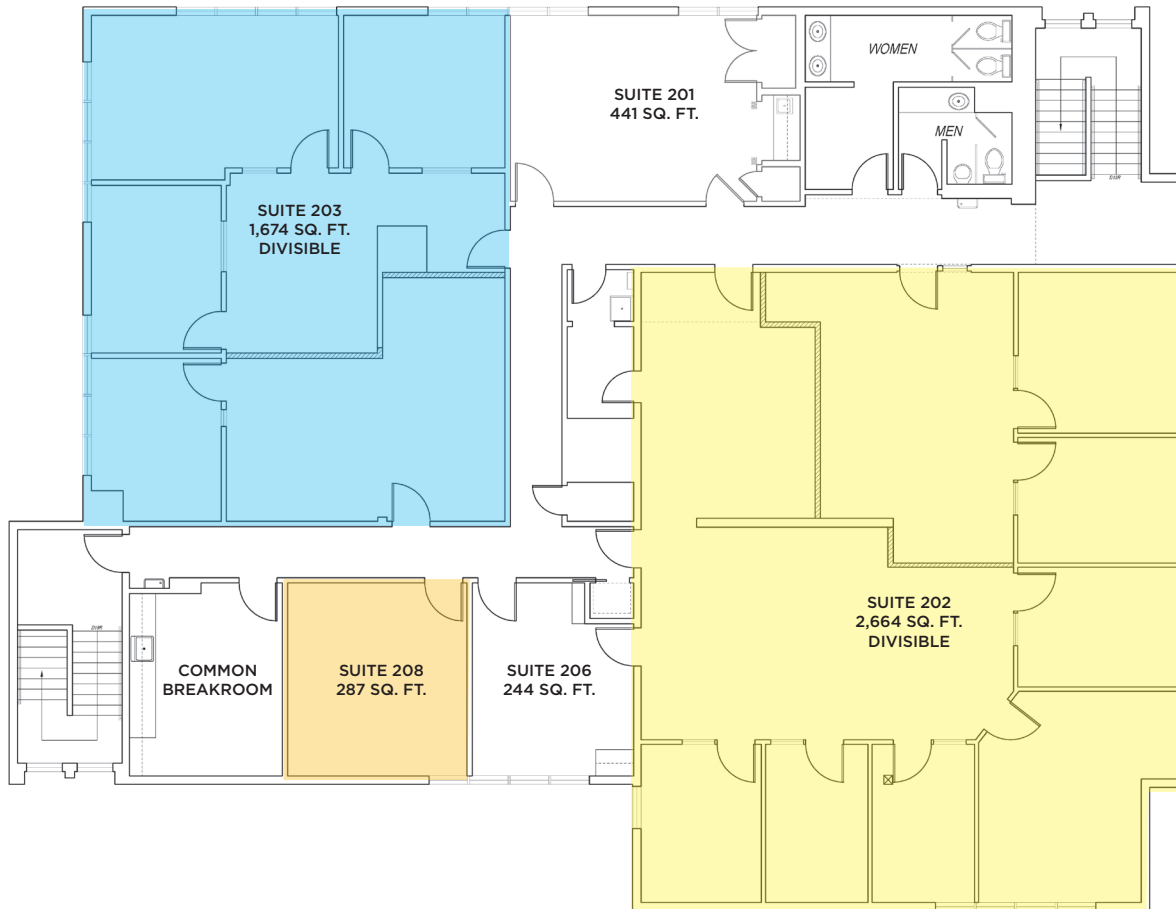 WOMEN
SUITE 201
441 SQ. FT.
MEN
SUITE 203
1,674 SQ. FT.
DIVISIBLE
SUITE 202
2,664 SQ. FT.
DIVISIBLE
COMMON
BREAKROOM
SUITE 208
287 SQ. FT.
SUITE 206
244 SQ. FT.